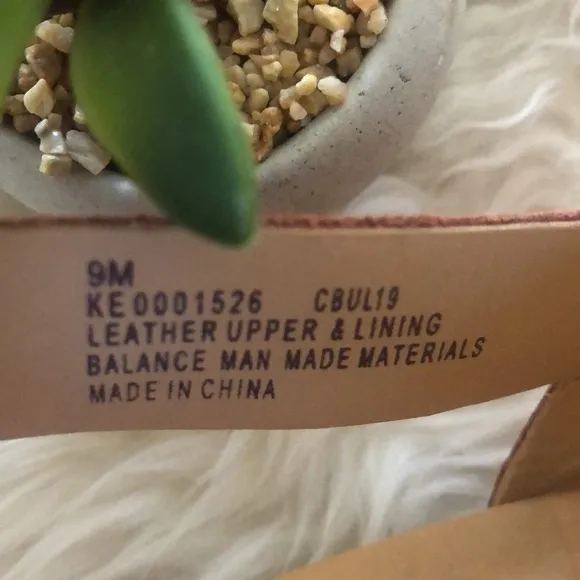 9M
KE0001526 CBUL19
LEATHER UPPER & LINING
BALANCE MAN MADE MATERIALS
MADE IN CHINA